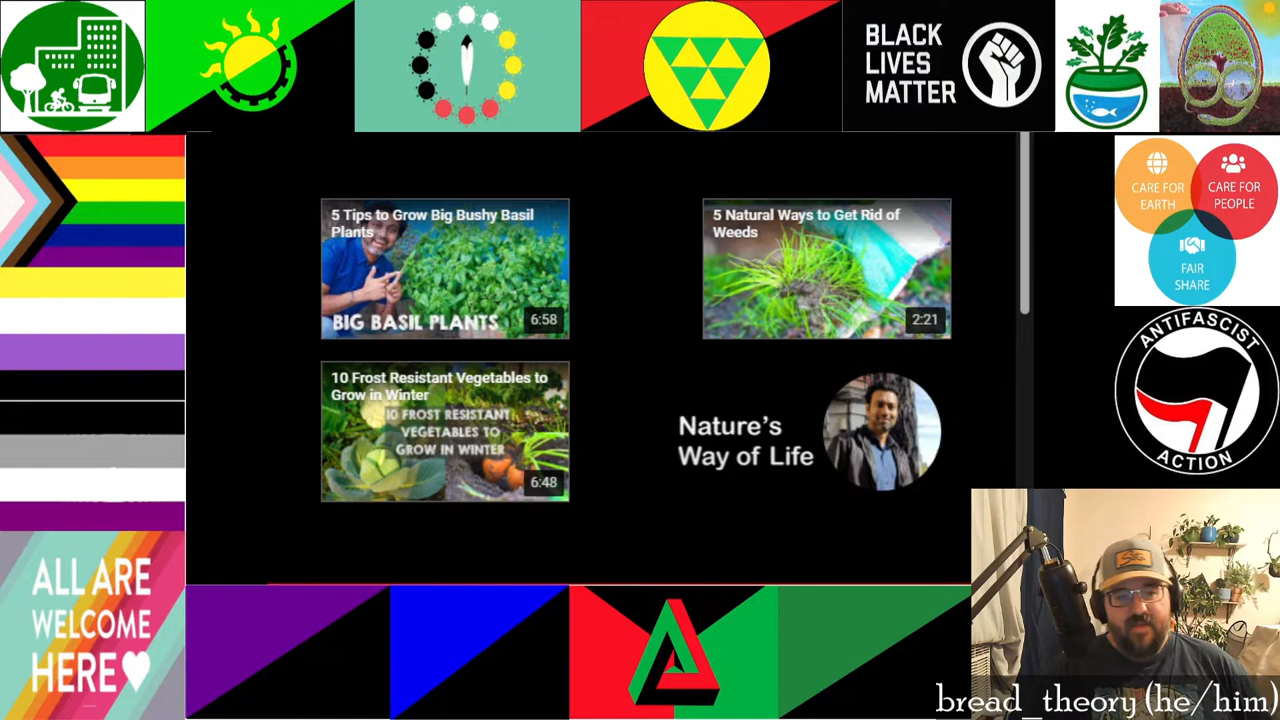 BLACK
LIVES
MATTER
5 Tips to Grow Big Bushy Basil
Plants
BIG BASIL PLANTS
6:58
5 Natural Ways to Get Rid of
Weeds
2:21
10 Frost Resistant Vegetables to
Grow in Winter
10 FROST RESISTANT
VEGETABLES TO
GROW IN WINTER
6:48
Nature's
Way of Life
CARE FOR
EARTH
CARE FOR
PEOPLE
FAIR
SHARE
ANTIFASCIST
ACTION
ALL ARE
WELCOME
HERE
bread_theory (he/him)